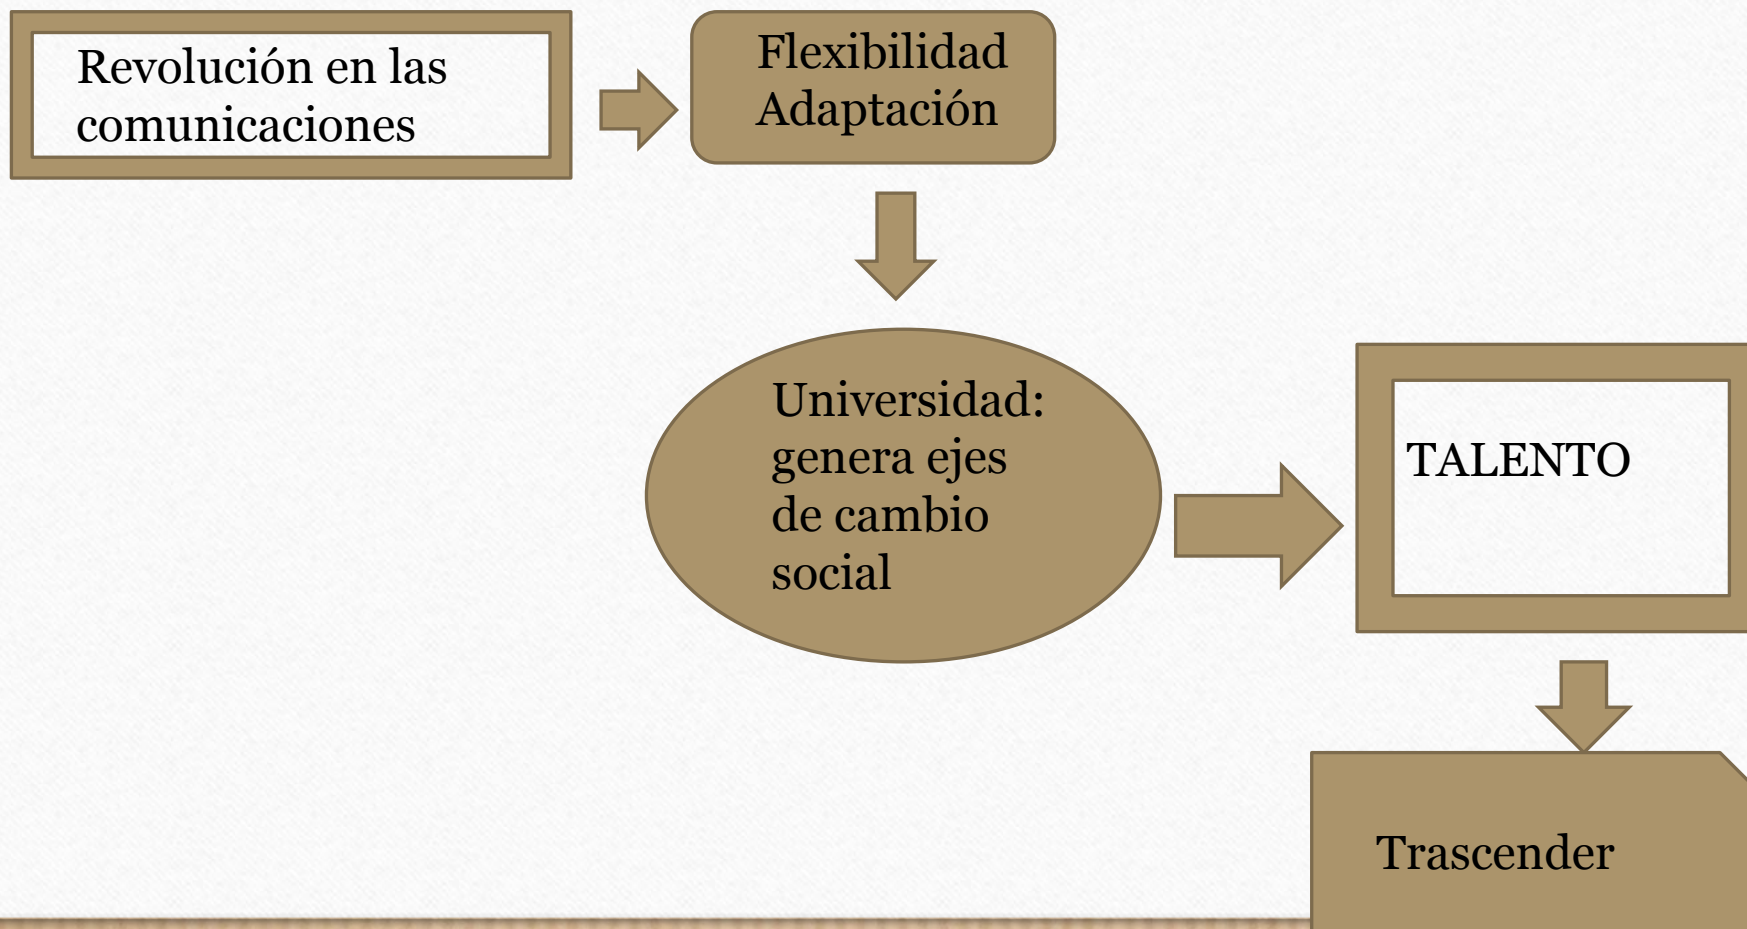 Revolución en las
comunicaciones
Flexibilidad
Adaptación
Universidad:
genera ejes
de cambio
social
TALENTO
Trascender